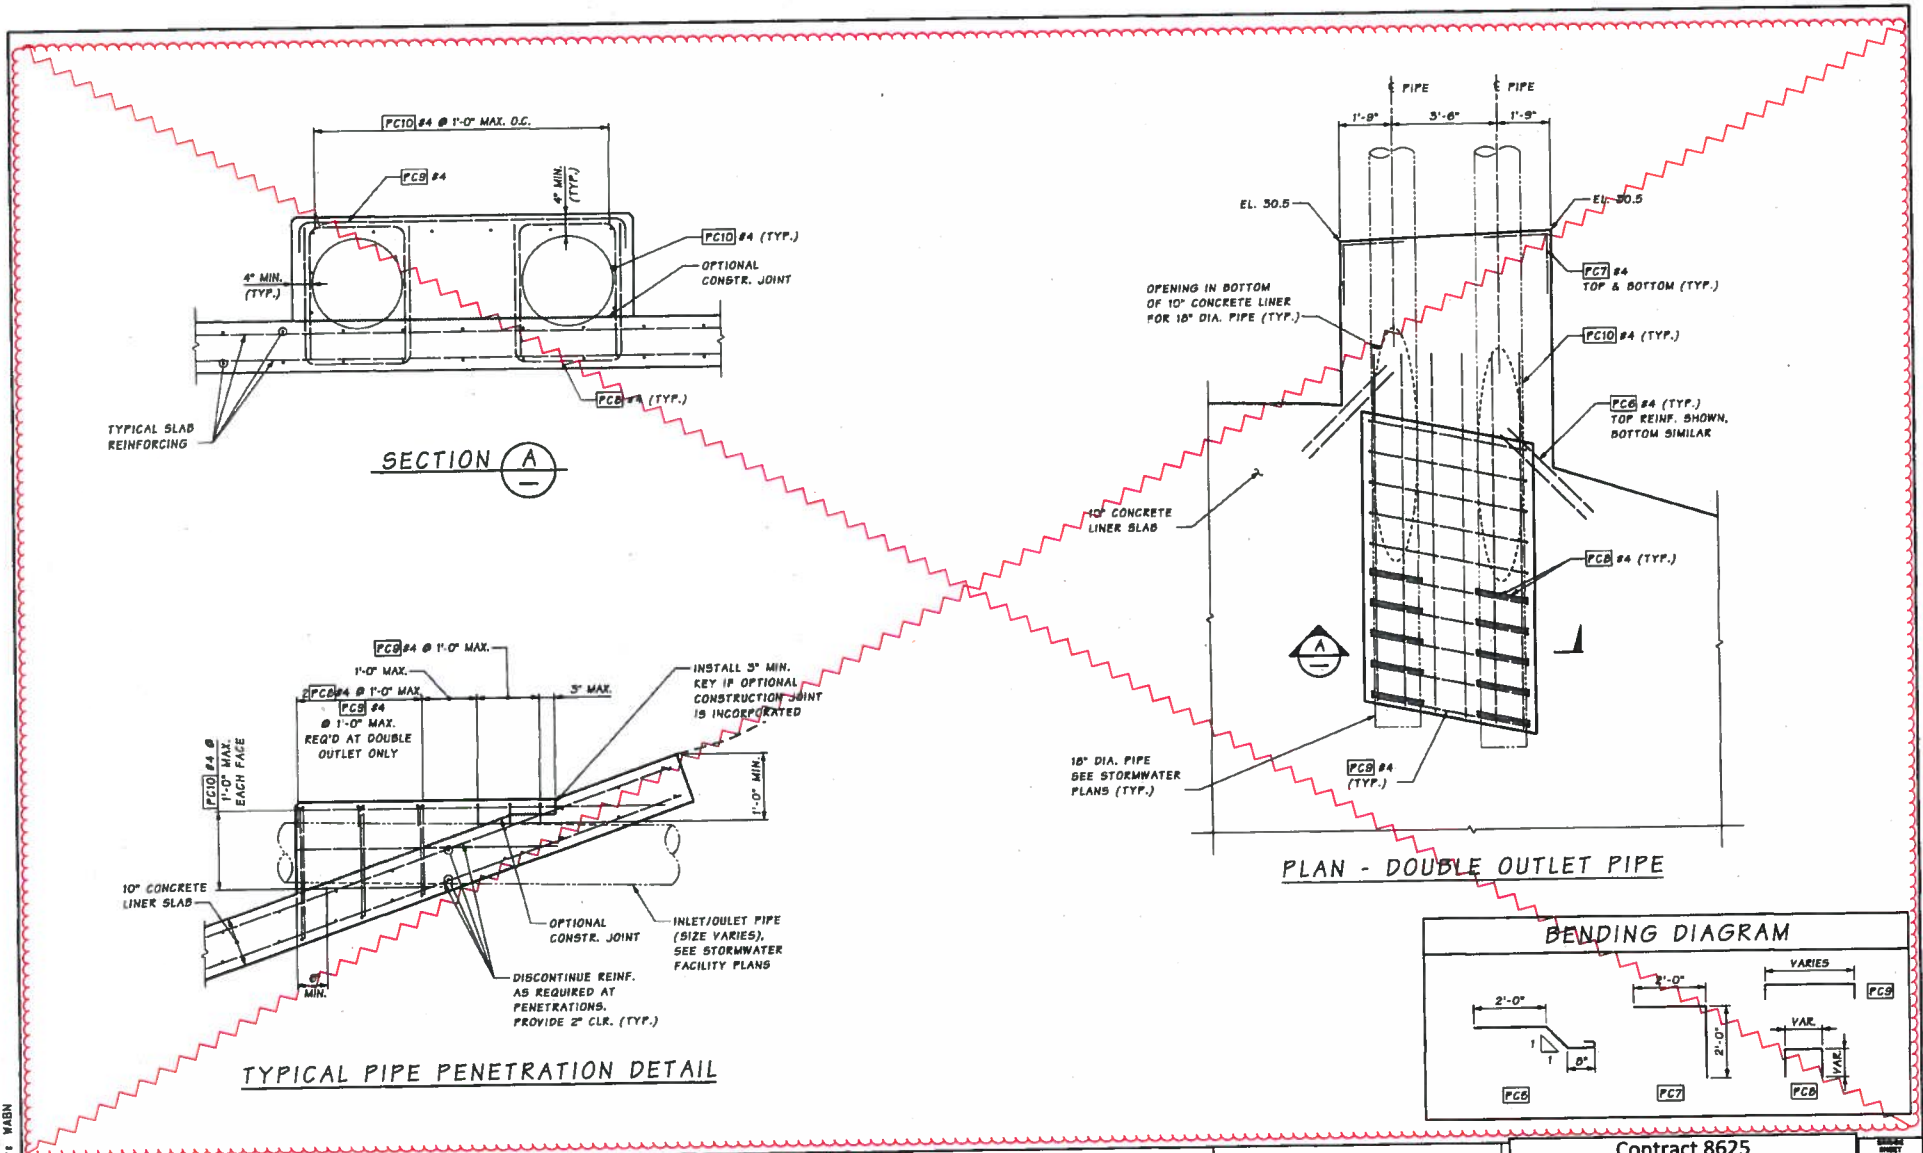 PC10 #4 @ 1'-0" MAX. O.C.
PC9 #4
4" MIN.
(TYP.)
PC10 #4 (TYP.)
OPTIONAL
CONSTR. JOINT
4" MIN.
(TYP.)
PC8 #4 (TYP.)
TYPICAL SLAB
REINFORCING
SECTION A
PIPE
PIPE
1'-9"
3'-6"
1'-9"
EL. 30.5
EL. 30.5
PC7 #4
TOP & BOTTOM (TYP.)
OPENING IN BOTTOM
OF 10" CONCRETE LINER
FOR 18" DIA. PIPE (TYP.)
PC10 #4 (TYP.)
PC6 #4 (TYP.)
TOP REINF. SHOWN,
BOTTOM SIMILAR
10" CONCRETE
LINER SLAB
PC8 #4 (TYP.)
A
18" DIA. PIPE
SEE STORMWATER
PLANS (TYP.)
PC9 #4
(TYP.)
PLAN - DOUBLE OUTLET PIPE
PC9 #4 @ 1'-0" MAX.
1'-0" MAX.
2 PC8 #4 @ 1'-0" MAX.
PC9 #4
@ 1'-0" MAX.
REQ'D AT DOUBLE
OUTLET ONLY
3" MAX.
INSTALL 3" MIN.
KEY IF OPTIONAL
CONSTRUCTION JOINT
IS INCORPORATED
PC10 #4 @
1'-0" MAX.
EACH FACE
1'-0" MIN.
10" CONCRETE
LINER SLAB
6"
MIN.
OPTIONAL
CONSTR. JOINT
INLET/OULET PIPE
(SIZE VARIES),
SEE STORMWATER
FACILITY PLANS
DISCONTINUE REINF.
AS REQUIRED AT
PENETRATIONS.
PROVIDE 2" CLR. (TYP.)
TYPICAL PIPE PENETRATION DETAIL
BENDING DIAGRAM
2'-0"
1
1
8"
PC6
2'-0"
2'-0"
PC7
VARIES
PC9
VAR.
VAR.
PC8
WABN
Contract 8625